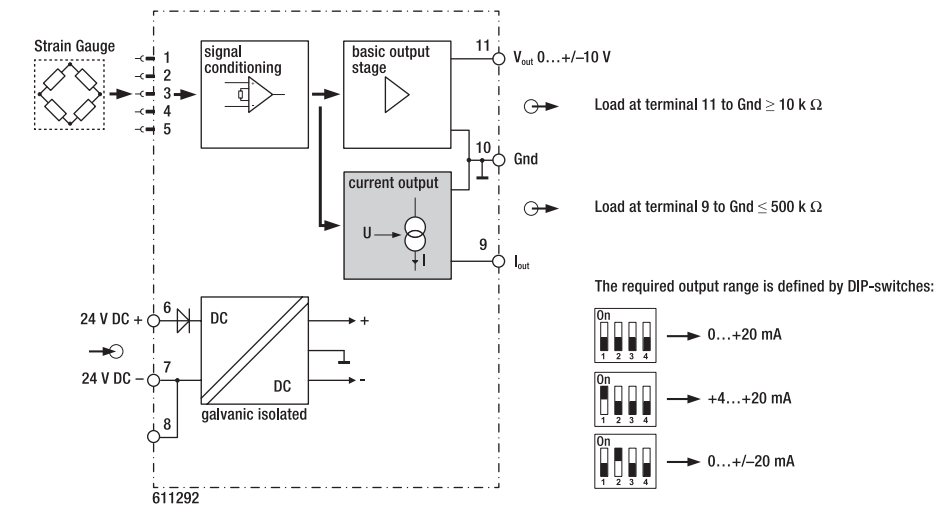 Strain Gauge
1
2
3
4
5
signal
conditioning
basic output
stage
11
Vout 0…+/–10 V
Load at terminal 11 to Gnd ≥ 10 k Ω
10
Gnd
current output
U
I
Load at terminal 9 to Gnd ≤ 500 k Ω
9
Iout
The required output range is defined by DIP-switches:
On
1 2 3 4
0…+20 mA
On
1 2 3 4
+4…+20 mA
On
1 2 3 4
0…+/–20 mA
24 V DC +
6
DC
+
24 V DC –
7
DC
-
8
galvanic isolated
611292